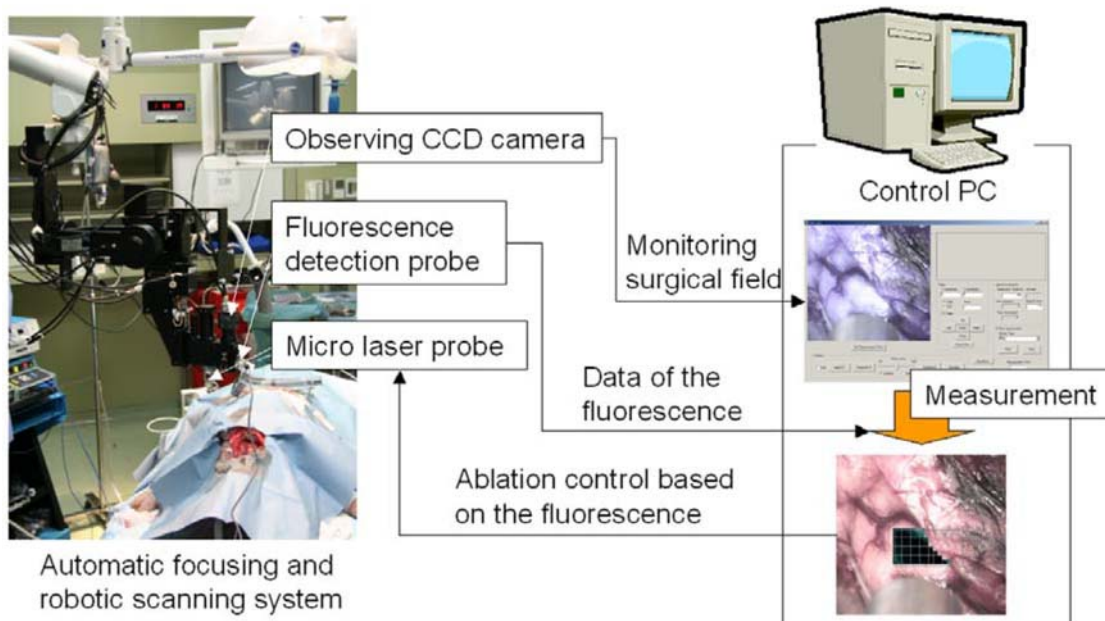 Observing CCD camera
Fluorescence
detection probe
Micro laser probe
Automatic focusing and
robotic scanning system
Control PC
Monitoring
surgical field
Measurement
Data of the
fluorescence
Ablation control based
on the fluorescence